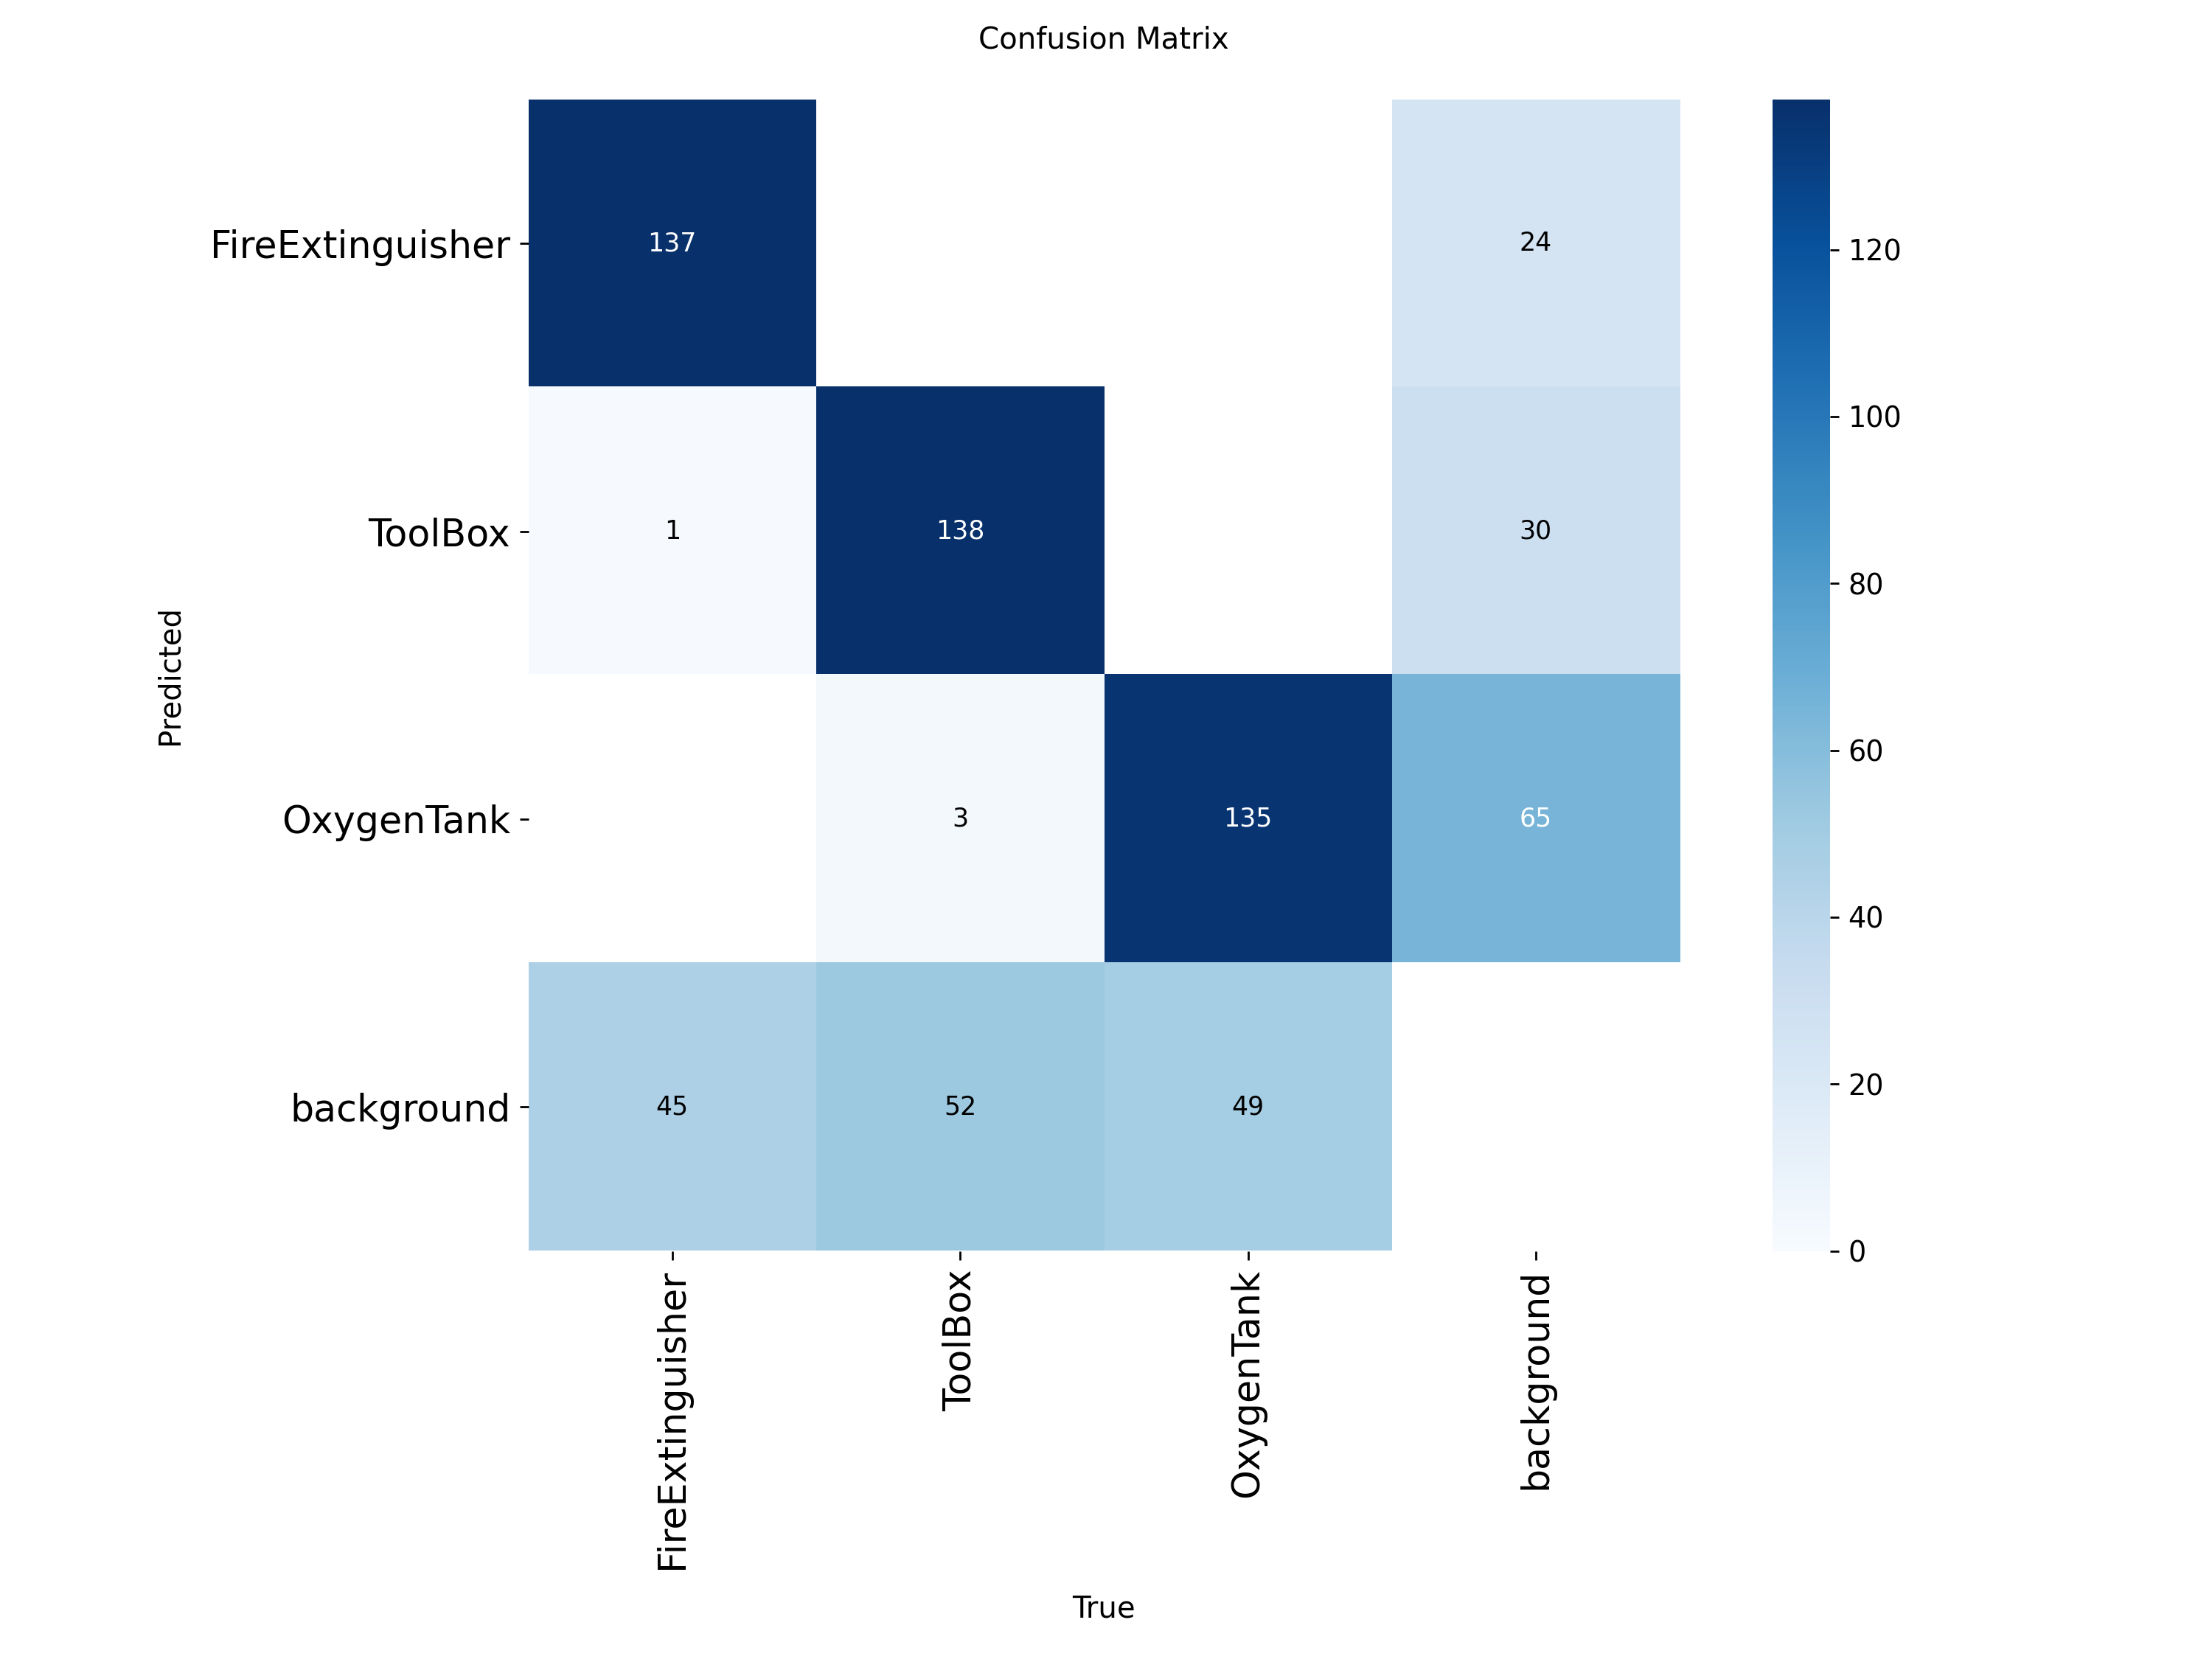 Confusion Matrix
FireExtinguisher
137
24
120
100
ToolBox
1
138
30
80
Predicted
60
OxygenTank
3
135
65
40
background
45
52
49
20
0
FireExtinguisher
ToolBox
OxygenTank
background
True